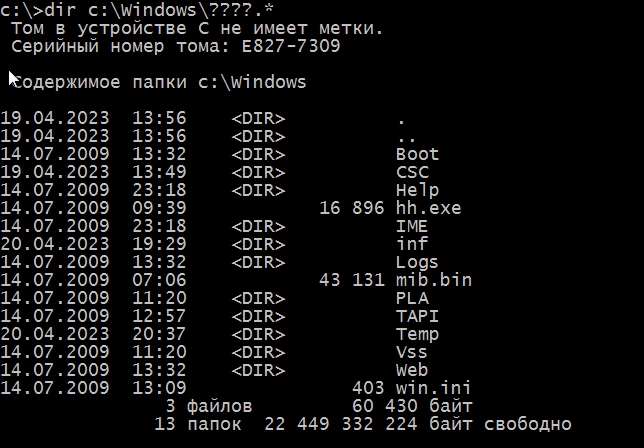 c:\>dir c:\Windows\????.*
Том в устройстве C не имеет метки.
Серийный номер тома: E827-7309
Содержимое папки c:\Windows
19.04.2023 13:56 <DIR> .
19.04.2023 13:56 <DIR> ..
14.07.2009 13:32 <DIR> Boot
19.04.2023 13:49 <DIR> CSC
14.07.2009 23:18 <DIR> Help
14.07.2009 09:39 16 896 hh.exe
14.07.2009 23:18 <DIR> IME
20.04.2023 19:29 <DIR> inf
14.07.2009 13:32 <DIR> Logs
14.07.2009 07:06 43 131 mib.bin
14.07.2009 11:20 <DIR> PLA
14.07.2009 12:57 <DIR> TAPI
20.04.2023 20:37 <DIR> Temp
14.07.2009 11:20 <DIR> Vss
14.07.2009 13:32 <DIR> Web
14.07.2009 13:09 403 win.ini
3 файлов 60 430 байт
13 папок 22 449 332 224 байт свободно